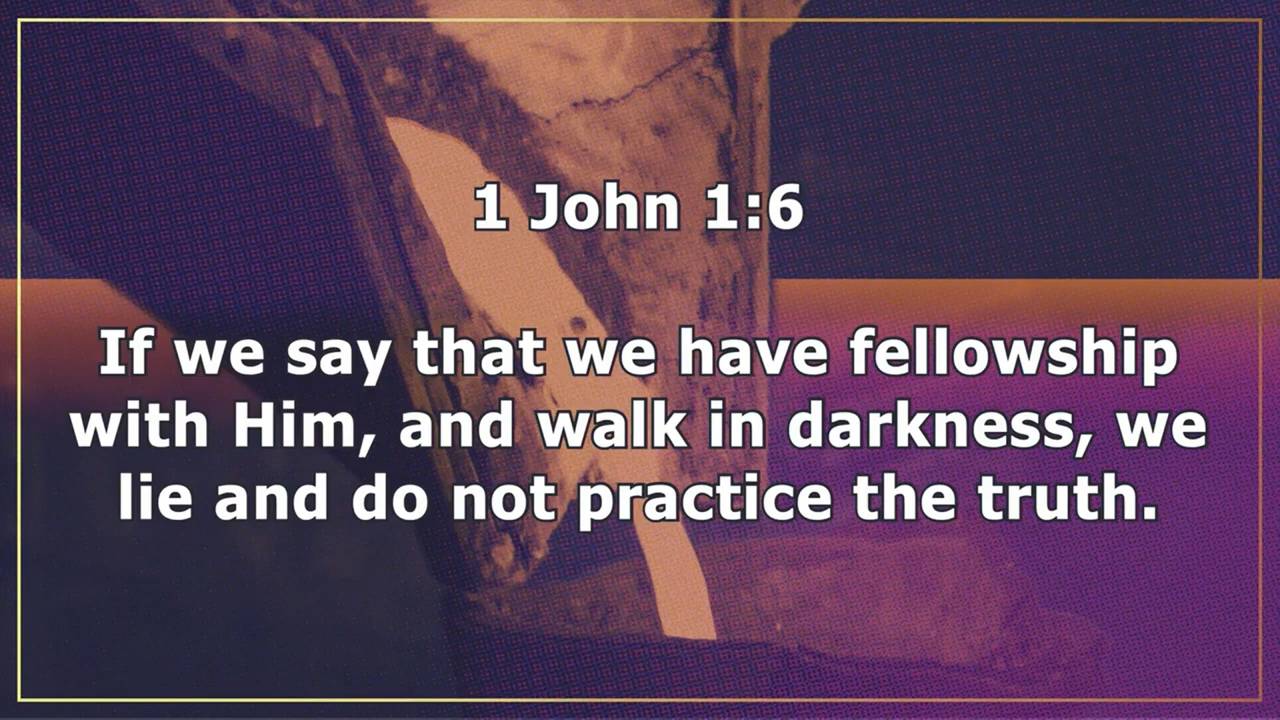 1 John 1:6
If we say that we have fellowship
with Him, and walk in darkness, we
lie and do not practice the truth.